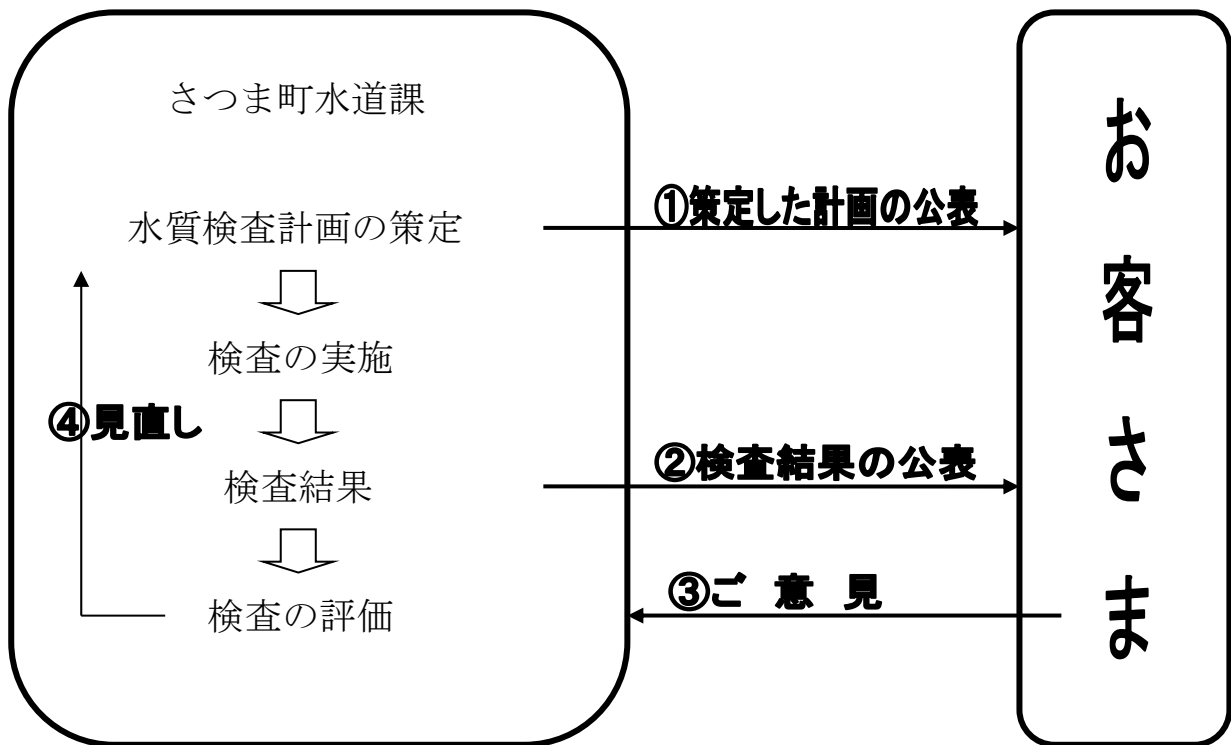 さつま町水道課
水質検査計画の策定
①策定した計画の公表
検査の実施
④見直し
検査結果
②検査結果の公表
検査の評価
③ご 意 見
お客さま